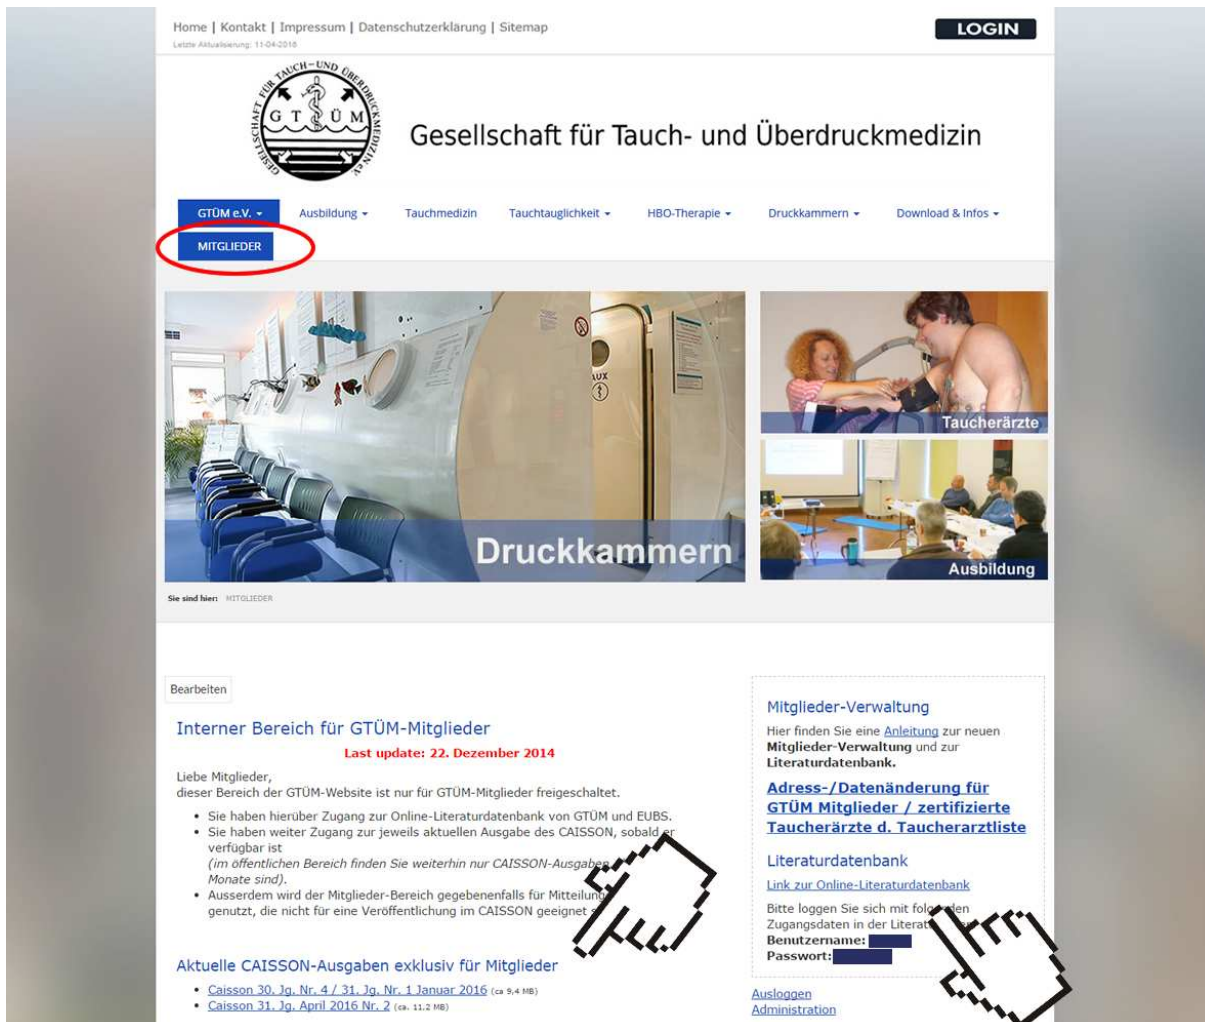 Home | Kontakt | Impressum | Datenschutzerklärung | Sitemap
LOGIN
Letzte Aktualisierung: 11-04-2018
GESELLSCHAFT FÜR TAUCH-UND ÜBERDRUCKMEDIZIN e.V.
G T Ü M
Gesellschaft für Tauch- und Überdruckmedizin
GTÜM e.V. Ausbildung Tauchmedizin Tauchtauglichkeit HBO-Therapie Druckkammern Download & Infos
MITGLIEDER
AUX
Druckkammern
Taucherärzte
Ausbildung
Sie sind hier: MITGLIEDER
Bearbeiten
Interner Bereich für GTÜM-Mitglieder
Last update: 22. Dezember 2014
Liebe Mitglieder,
dieser Bereich der GTÜM-Website ist nur für GTÜM-Mitglieder freigeschaltet.
• Sie haben hierüber Zugang zur Online-Literaturdatenbank von GTÜM und EUBS.
• Sie haben weiter Zugang zur jeweils aktuellen Ausgabe des CAISSON, sobald er
verfügbar ist
(im öffentlichen Bereich finden Sie weiterhin nur CAISSON-Ausgaben
Monate sind).
• Ausserdem wird der Mitglieder-Bereich gegebenenfalls für Mitteilung
genutzt, die nicht für eine Veröffentlichung im CAISSON geeignet
Aktuelle CAISSON-Ausgaben exklusiv für Mitglieder
• Caisson 30. Jg. Nr. 4 / 31. Jg. Nr. 1 Januar 2016 (ca 9,4 MB)
• Caisson 31. Jg. April 2016 Nr. 2 (ca. 11,2 MB)
Mitglieder-Verwaltung
Hier finden Sie eine Anleitung zur neuen
Mitglieder-Verwaltung und zur
Literaturdatenbank.
Adress-/Datenänderung für
GTÜM Mitglieder / zertifizierte
Taucherärzte d. Taucherarztliste
Literaturdatenbank
Link zur Online-Literaturdatenbank
Bitte loggen Sie sich mit folgenden
Zugangsdaten in der Literat
Benutzername:
Passwort:
Ausloggen
Administration